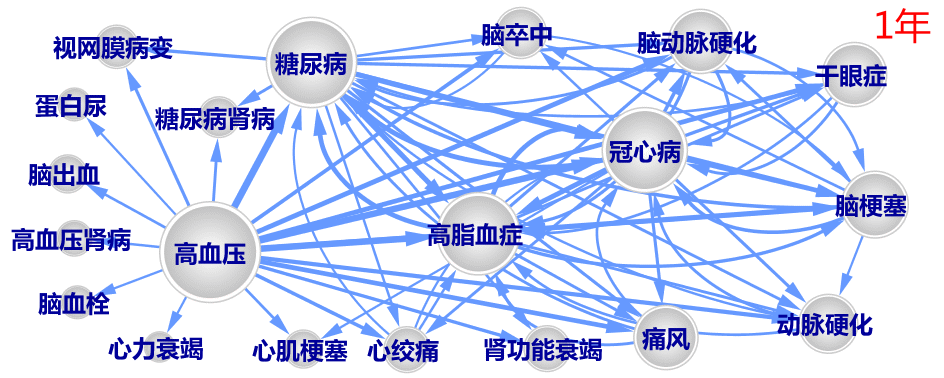 1年
脑卒中
脑动脉硬化
视网膜病变
糖尿病
干眼症
蛋白尿
糖尿病肾病
冠心病
脑出血
脑梗塞
高血压肾病
高血压
高脂血症
脑血栓
心力衰竭
心肌梗塞
心绞痛
肾功能衰竭
痛风
动脉硬化